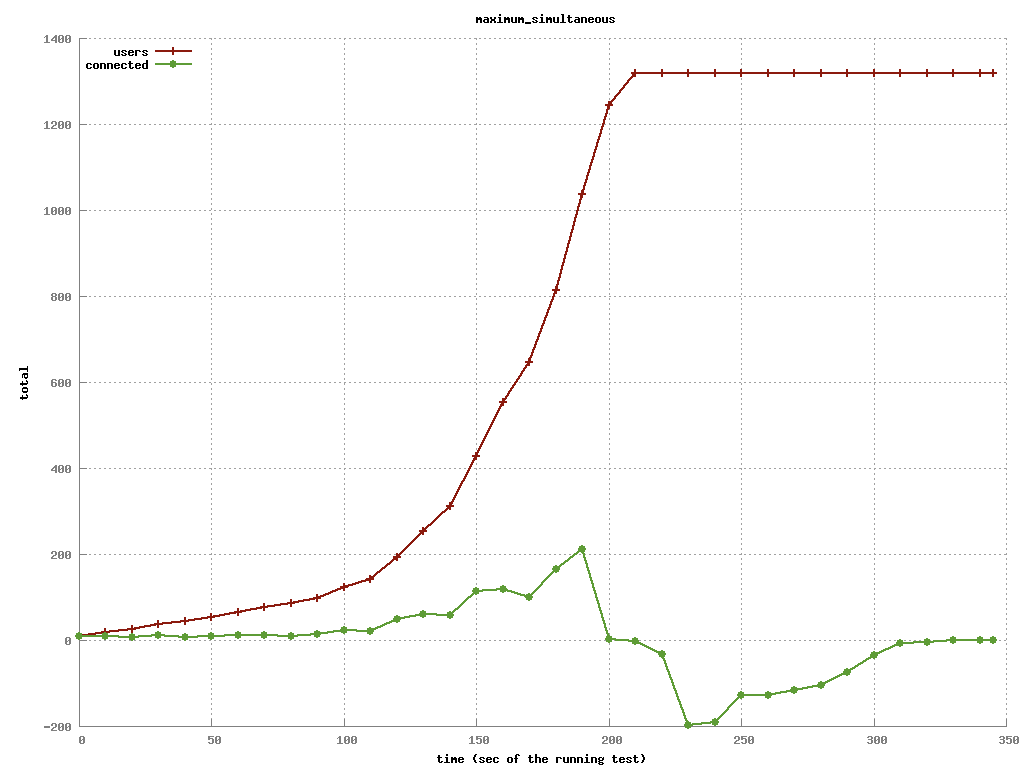 maximum_simultaneous
users
connected
1400
1200
1000
800
600
400
200
0
-200
total
0 50 100 150 200 250 300 350
time (sec of the running test)